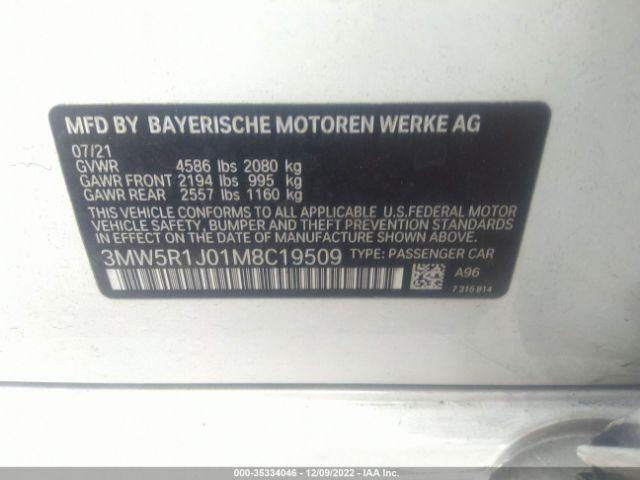 MFD BY BAYERISCHE MOTOREN WERKE AG
07/21
GVWR 4586 lbs 2080 kg
GAWR FRONT 2194 lbs 995 kg
GAWR REAR 2557 lbs 1160 kg
THIS VEHICLE CONFORMS TO ALL APPLICABLE U.S.FEDERAL MOTOR
VEHICLE SAFETY, BUMPER, AND THEFT PREVENTION STANDARDS IN
EFFECT ON THE DATE OF MANUFACTURE SHOWN ABOVE.
3MW5R1J01M8C19509 TYPE: PASSENGER CAR
A96
7 315 814
000-35334046 - 12/09/2022 - IAA Inc.